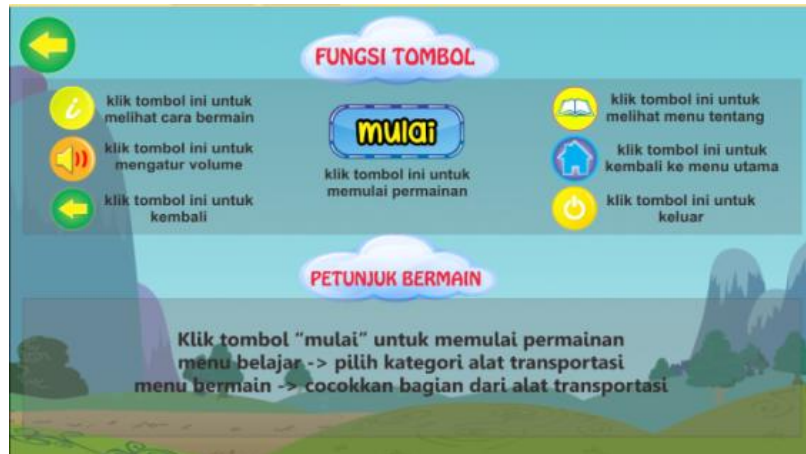 FUNGSI TOMBOL
i
klik tombol ini untuk
melihat cara bermain
klik tombol ini untuk
mengatur volume
klik tombol ini untuk
kembali
mulai
klik tombol ini untuk
memulai permainan
klik tombol ini untuk
melihat menu tentang
klik tombol ini untuk
kembali ke menu utama
klik tombol ini untuk
keluar
PETUNJUK BERMAIN
Klik tombol “mulai” untuk memulai permainan
menu belajar -> pilih kategori alat transportasi
menu bermain -> cocokkan bagian dari alat transportasi